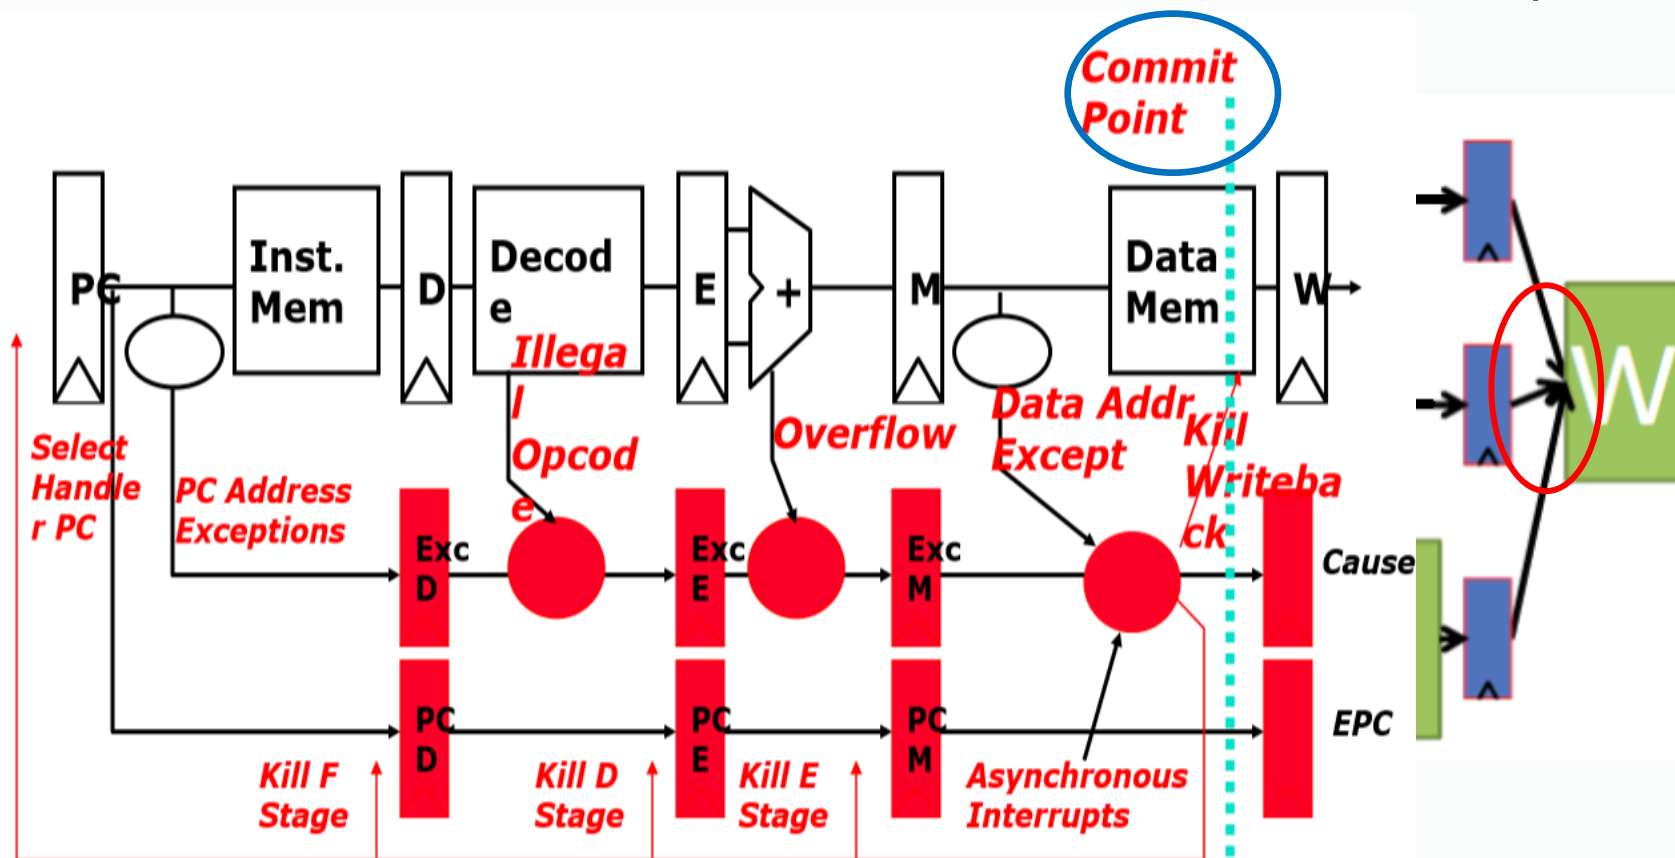 Commit
Point
PC
Inst.
Mem
D
Decod
e
E
+
M
Data
Mem
W
W
Illega
l
Opcod
e
Overflow
Data Addr
Except
Kill
Writeba
ck
Select
Handle
r PC
PC Address
Exceptions
Exc
D
Exc
E
Exc
M
Cause
PC
D
PC
E
PC
M
EPC
Kill F
Stage
Kill D
Stage
Kill E
Stage
Asynchronous
Interrupts